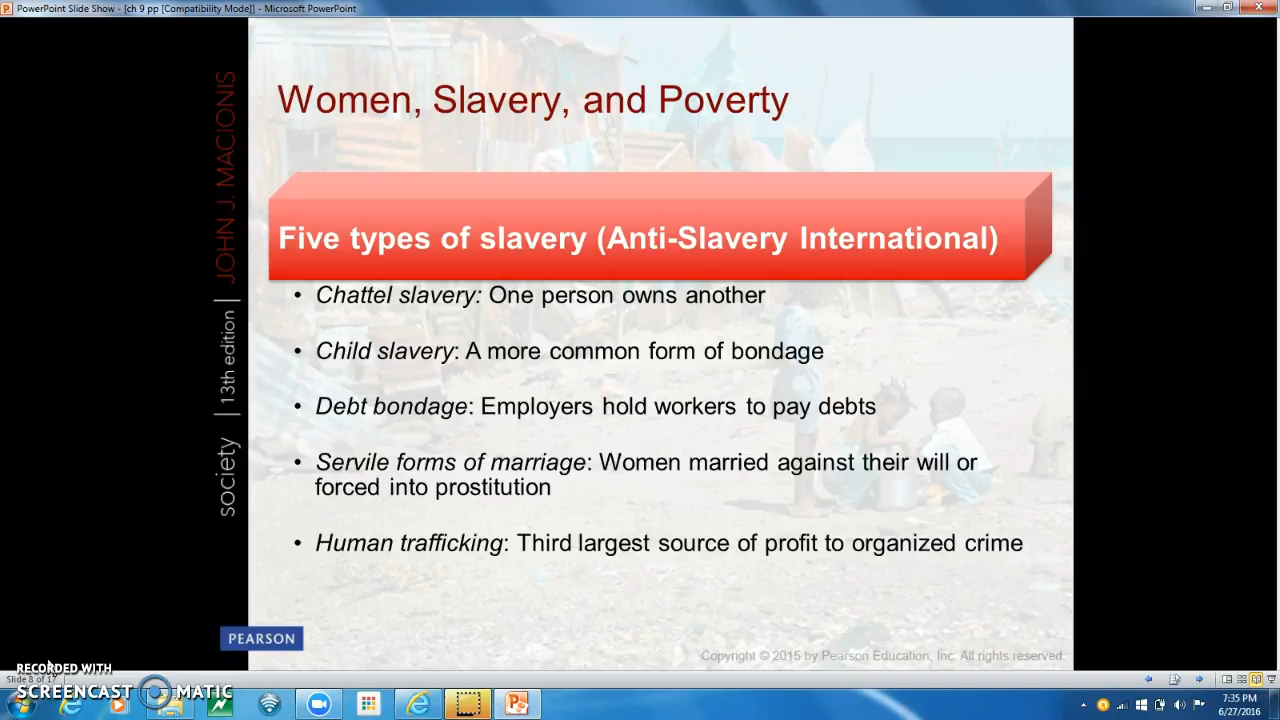 PowerPoint Slide Show - [ch 9 pp [Compatibility Mode]] - Microsoft PowerPoint
Women, Slavery, and Poverty
Five types of slavery (Anti-Slavery International)
• Chattel slavery: One person owns another
• Child slavery: A more common form of bondage
• Debt bondage: Employers hold workers to pay debts
• Servile forms of marriage: Women married against their will or
forced into prostitution
• Human trafficking: Third largest source of profit to organized crime
society | 13th edition | JOHN J. MACIONIS
PEARSON
Copyright © 2015 by Pearson Education, Inc. All rights reserved.
RECORDED WITH
SCREENCAST MATIC
Slide 8 of 17
7:35 PM
6/27/2016